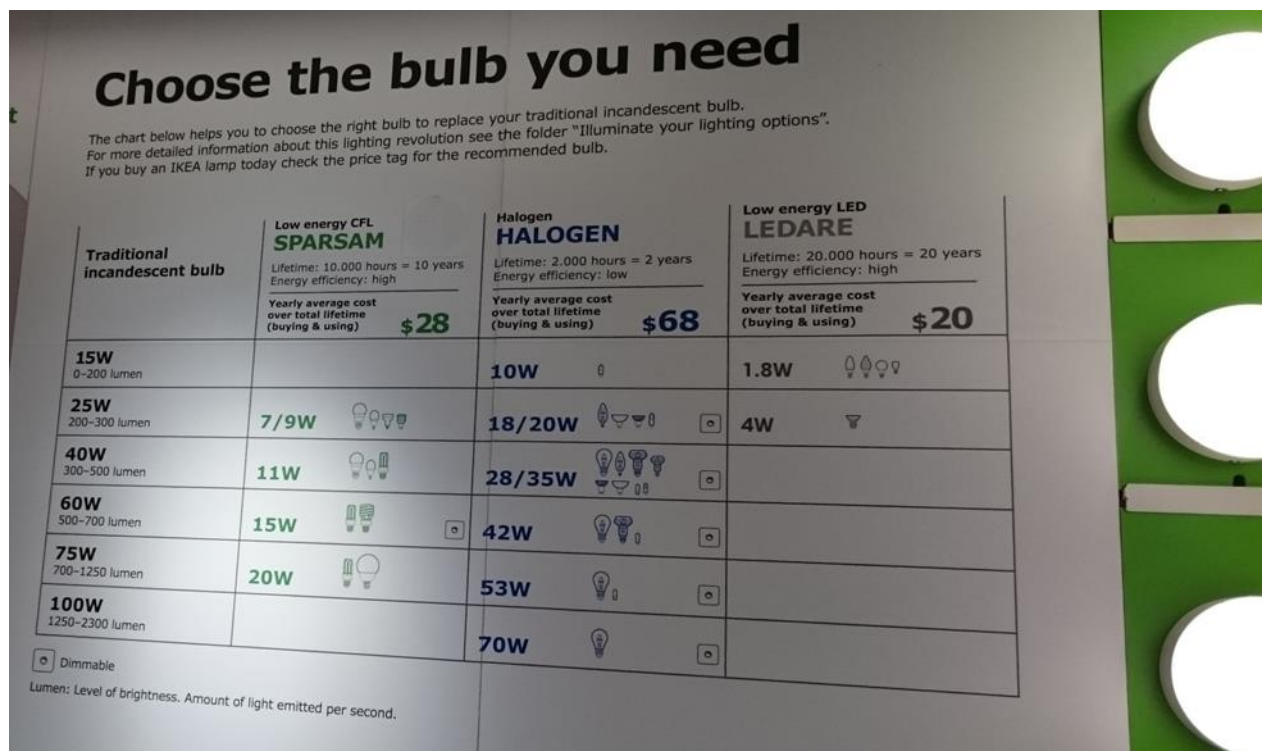 Choose the bulb you need
The chart below helps you to choose the right bulb to replace your traditional incandescent bulb.
For more detailed information about this lighting revolution see the folder "Illuminate your lighting options".
If you buy an IKEA lamp today check the price tag for the recommended bulb.
t
Traditional
incandescent bulb
Low energy CFL
SPARSAM
Lifetime: 10.000 hours = 10 years
Energy efficiency: high
Yearly average cost
over total lifetime
(buying & using) $28
Halogen
HALOGEN
Lifetime: 2.000 hours = 2 years
Energy efficiency: low
Yearly average cost
over total lifetime
(buying & using) $68
Low energy LED
LEDARE
Lifetime: 20.000 hours = 20 years
Energy efficiency: high
Yearly average cost
over total lifetime
(buying & using) $20
15W
0-200 lumen
10W
1.8W
25W
200-300 lumen
7/9W
18/20W
4W
40W
300-500 lumen
11W
28/35W
60W
500-700 lumen
15W
42W
75W
700-1250 lumen
20W
53W
100W
1250-2300 lumen
70W
Dimmable
Lumen: Level of brightness. Amount of light emitted per second.